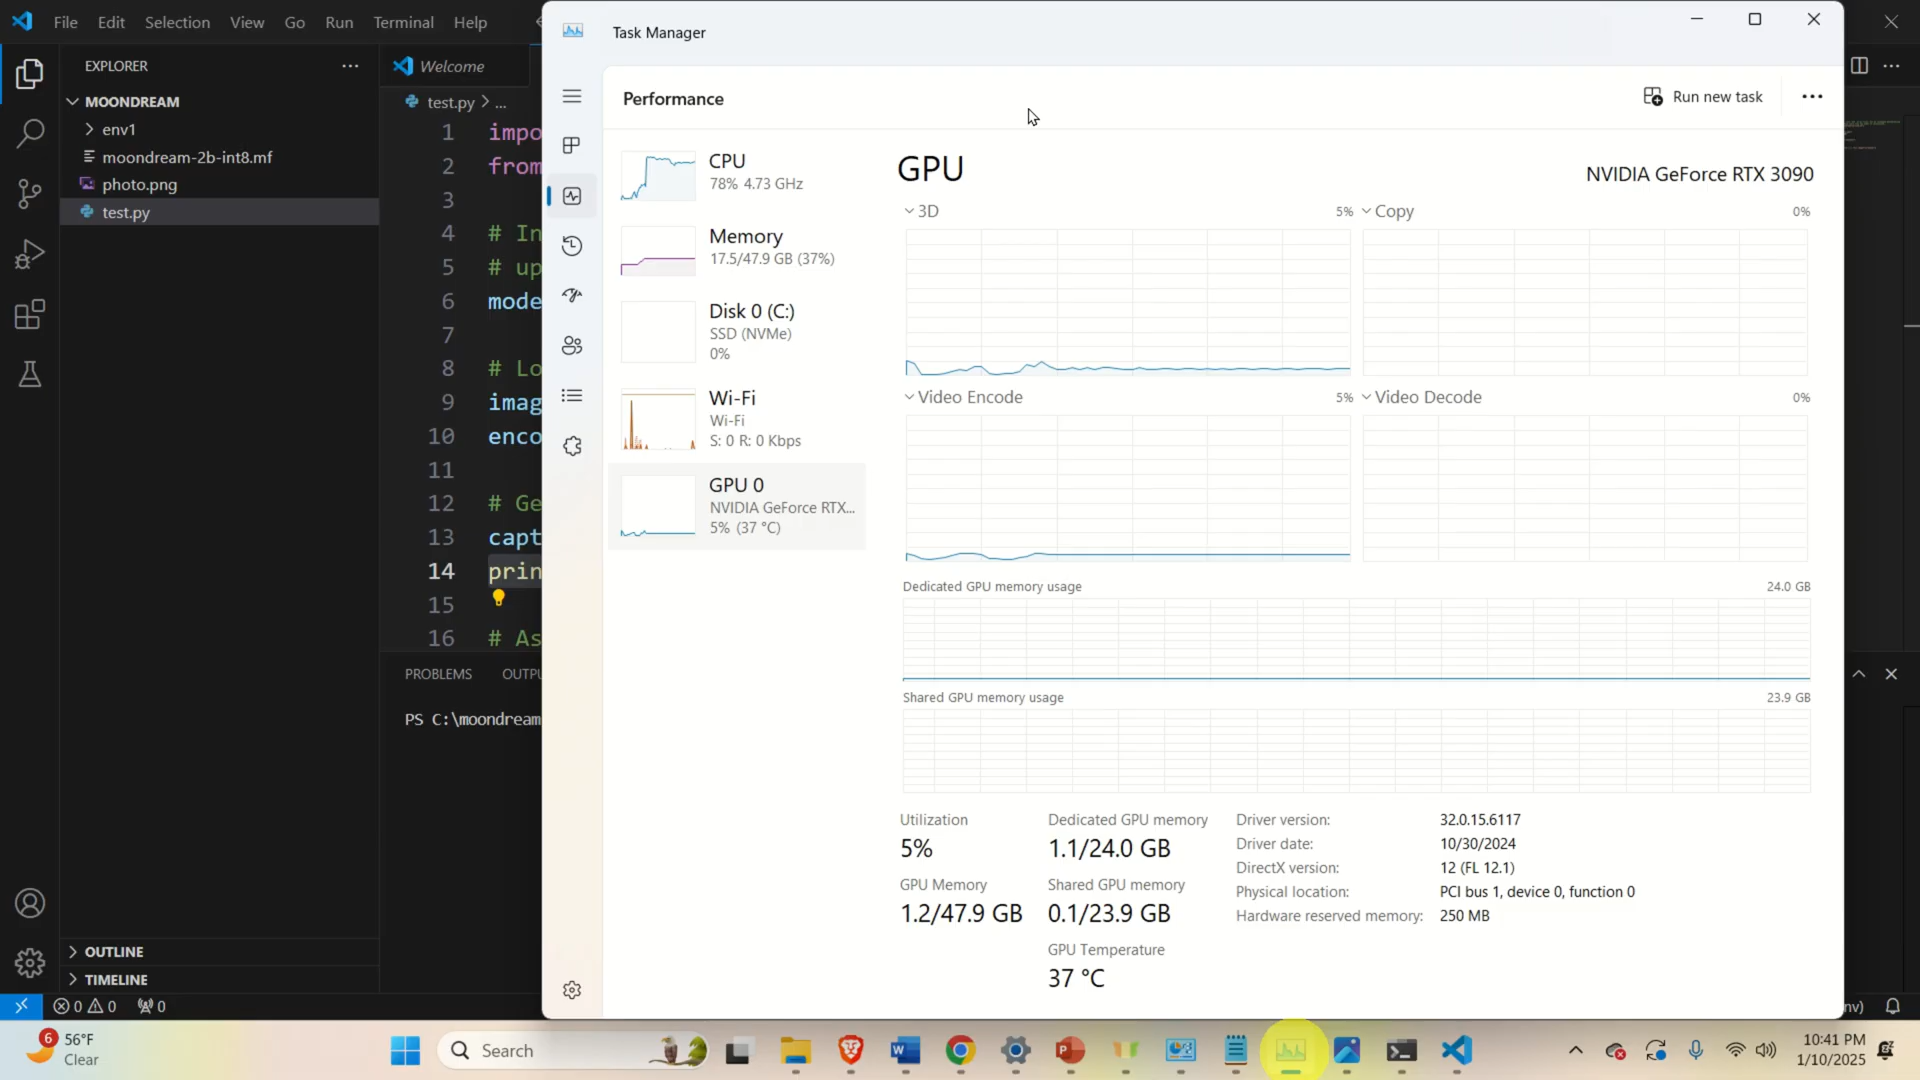 File Edit Selection View Go Run Terminal Help
EXPLORER
MOONDREAM
env1
moondream-2b-int8.mf
photo.png
test.py
OUTLINE
TIMELINE
0 0 0
Welcome
test.py > ...
1 impo
2 from
3
4 # In
5 # up
6 mode
7
8 # Lo
9 imag
10 enco
11
12 # Ge
13 capt
14 prin
15
16 # As
PROBLEMS OUTPU
PS C:\moondream
Task Manager
Performance
Run new task
CPU
78% 4.73 GHz
Memory
17.5/47.9 GB (37%)
Disk 0 (C:)
SSD (NVMe)
0%
Wi-Fi
Wi-Fi
S: 0 R: 0 Kbps
GPU 0
NVIDIA GeForce RTX...
5% (37 °C)
GPU
NVIDIA GeForce RTX 3090
3D 5% Copy 0%
Video Encode 5% Video Decode 0%
Dedicated GPU memory usage 24.0 GB
Shared GPU memory usage 23.9 GB
Utilization
5%
Dedicated GPU memory
1.1/24.0 GB
GPU Memory
1.2/47.9 GB
Shared GPU memory
0.1/23.9 GB
GPU Temperature
37 °C
Driver version: 32.0.15.6117
Driver date: 10/30/2024
DirectX version: 12 (FL 12.1)
Physical location: PCI bus 1, device 0, function 0
Hardware reserved memory: 250 MB
nv)
6
56°F
Clear
Search
10:41 PM
1/10/2025